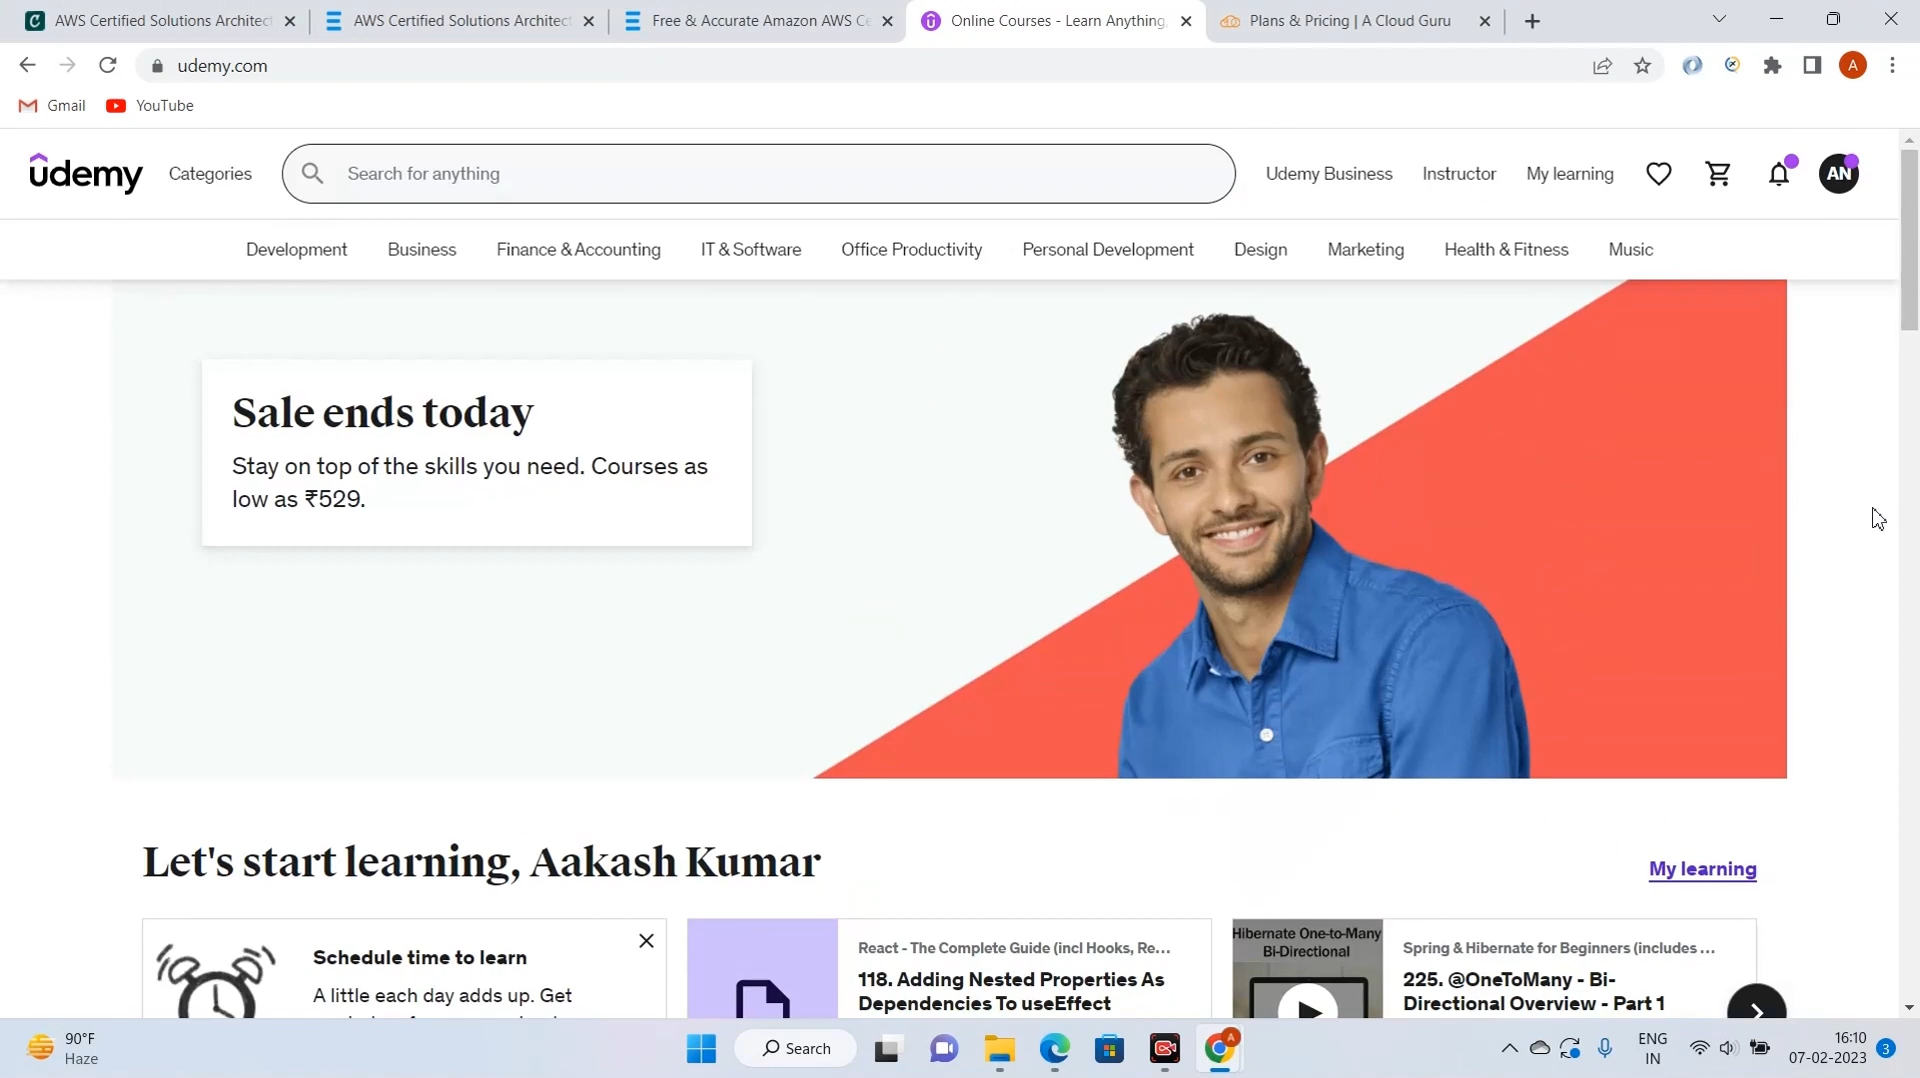 AWS Certified Solutions Architect
AWS Certified Solutions Architect
Free & Accurate Amazon AWS Ce
Online Courses - Learn Anything,
Plans & Pricing | A Cloud Guru
udemy.com
A
Gmail
YouTube
udemy
Categories
Search for anything
Udemy Business
Instructor
My learning
AN
Development
Business
Finance & Accounting
IT & Software
Office Productivity
Personal Development
Design
Marketing
Health & Fitness
Music
Sale ends today
Stay on top of the skills you need. Courses as
low as ₹529.
Let's start learning, Aakash Kumar
My learning
Schedule time to learn
A little each day adds up. Get
React - The Complete Guide (incl Hooks, Re...
118. Adding Nested Properties As
Dependencies To useEffect
Hibernate One-to-Many
Bi-Directional
Spring & Hibernate for Beginners (includes ...
225. @OneToMany - Bi-
Directional Overview - Part 1
90°F
Haze
Search
A
ENG
IN
16:10
07-02-2023
3